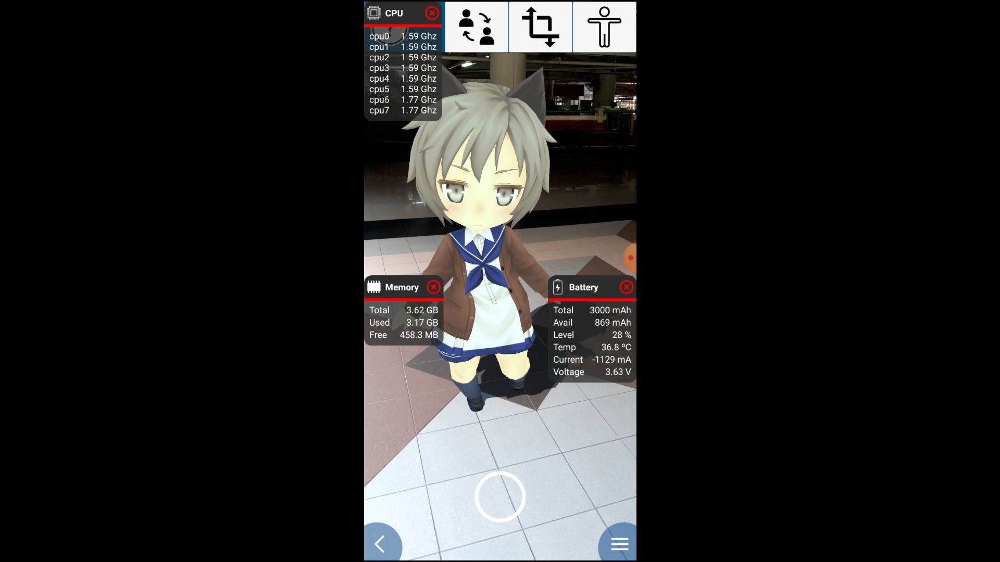 CPU
cpu0 1.59 Ghz
cpu1 1.59 Ghz
cpu2 1.59 Ghz
cpu3 1.59 Ghz
cpu4 1.59 Ghz
cpu5 1.59 Ghz
cpu6 1.77 Ghz
cpu7 1.77 Ghz
Memory
Total 3.62 GB
Used 3.17 GB
Free 458.3 MB
Battery
Total 3000 mAh
Avail 869 mAh
Level 28 %
Temp 36.8 ºC
Current -1129 mA
Voltage 3.63 V